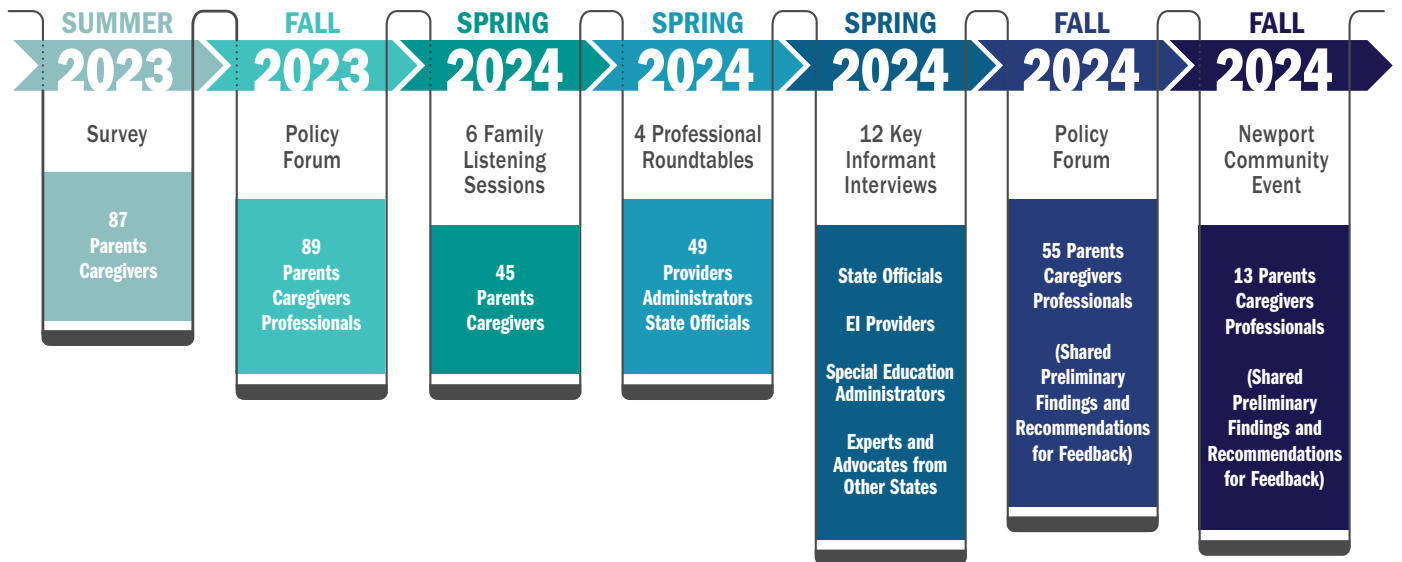 SUMMER
2023
Survey
87
Parents
Caregivers
FALL
2023
Policy
Forum
89
Parents
Caregivers
Professionals
SPRING
2024
6 Family
Listening
Sessions
45
Parents
Caregivers
SPRING
2024
4 Professional
Roundtables
49
Providers
Administrators
State Officials
SPRING
2024
12 Key
Informant
Interviews
State Officials
EI Providers
Special Education
Administrators
Experts and
Advocates from
Other States
FALL
2024
Policy
Forum
55 Parents
Caregivers
Professionals
(Shared
Preliminary
Findings and
Recommendations
for Feedback)
FALL
2024
Newport
Community
Event
13 Parents
Caregivers
Professionals
(Shared
Preliminary
Findings and
Recommendations
for Feedback)